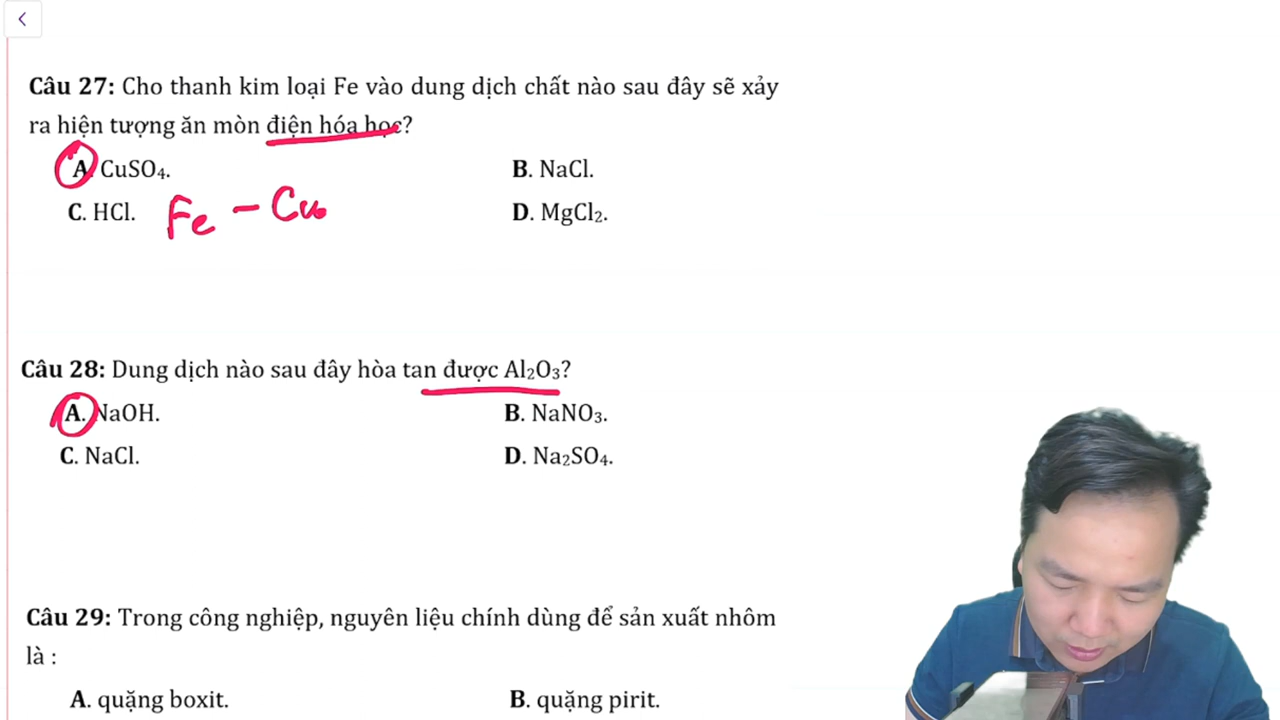 Câu 27: Cho thanh kim loại Fe vào dung dịch chất nào sau đây sẽ xảy
ra hiện tượng ăn mòn điện hóa học?
A. CuSO₄.
B. NaCl.
C. HCl.
Fe - Cu
D. MgCl₂.
Câu 28: Dung dịch nào sau đây hòa tan được Al₂O₃?
A. NaOH.
B. NaNO₃.
C. NaCl.
D. Na₂SO₄.
Câu 29: Trong công nghiệp, nguyên liệu chính dùng để sản xuất nhôm
là :
A. quặng boxit.
B. quặng pirit.